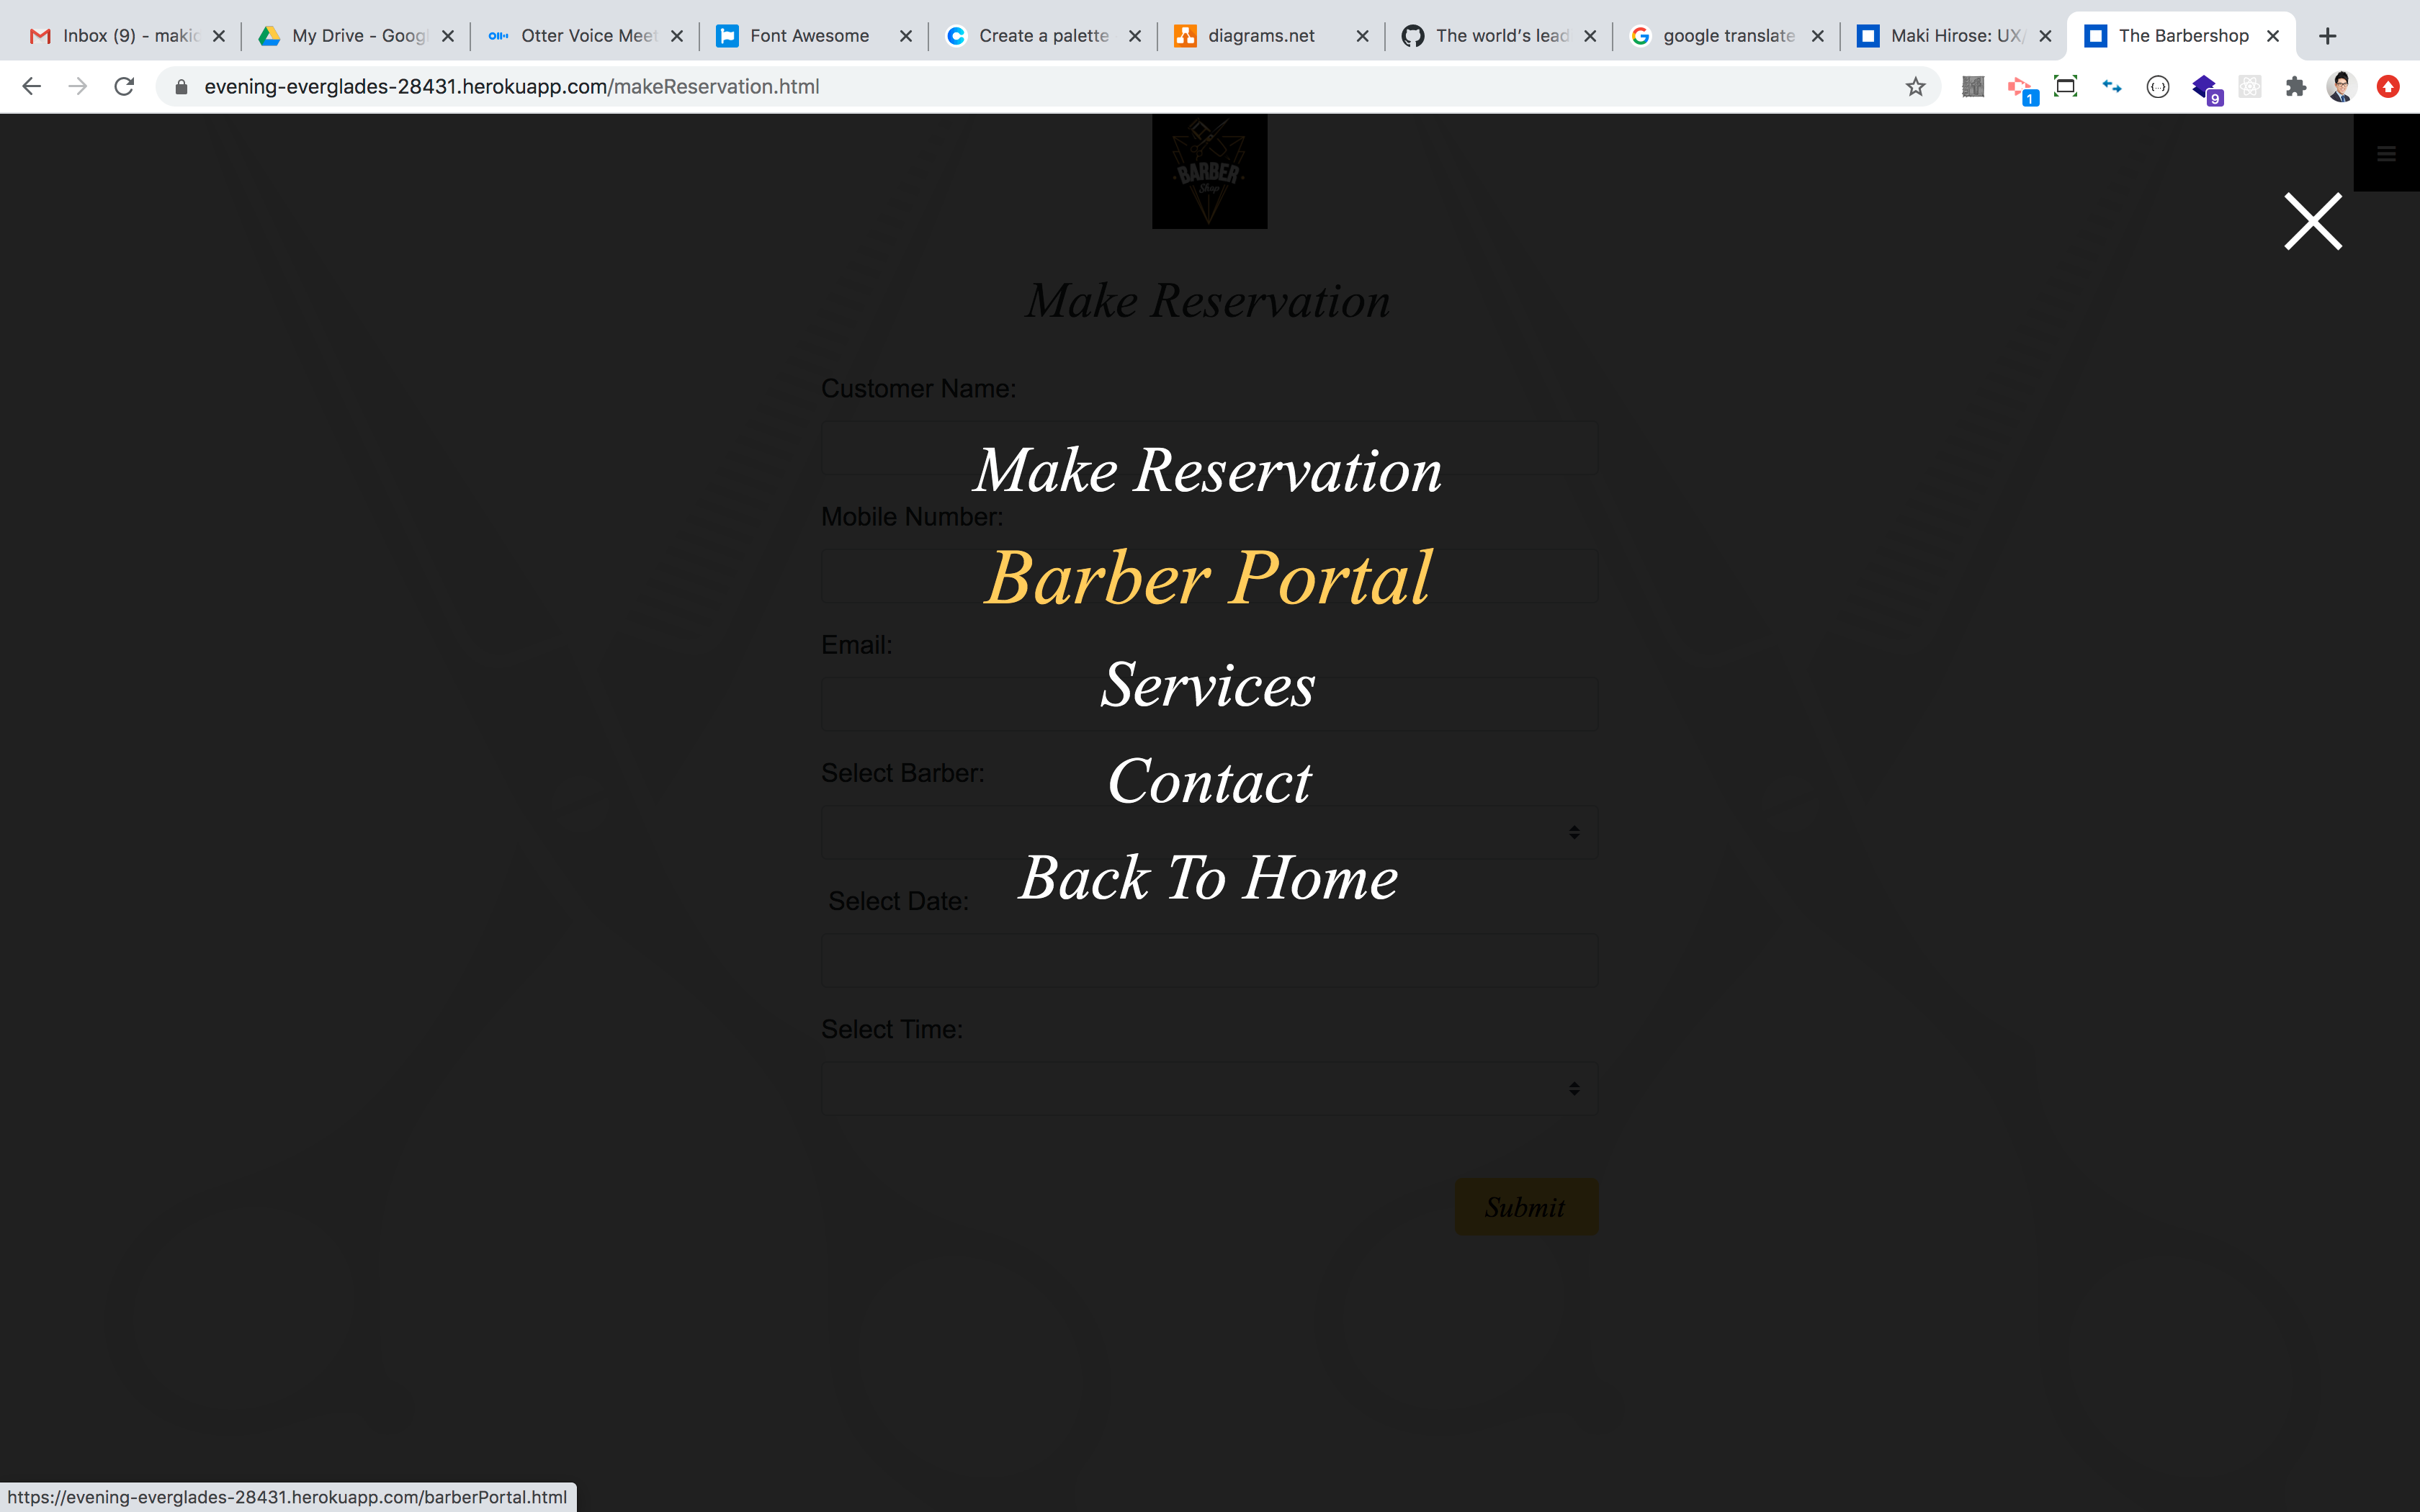 Inbox (9) - maki
My Drive - Goog
Otter Voice Meet
Font Awesome
Create a palette
diagrams.net
The world’s lead
google translate
Maki Hirose: UX/
The Barbershop
evening-everglades-28431.herokuapp.com/makeReservation.html
1
9
BARBER
Shop
Make Reservation
Customer Name:
Make Reservation
Mobile Number:
Barber Portal
Email:
Services
Select Barber:
Contact
Back To Home
Select Date:
Select Time:
Submit
https://evening-everglades-28431.herokuapp.com/barberPortal.html